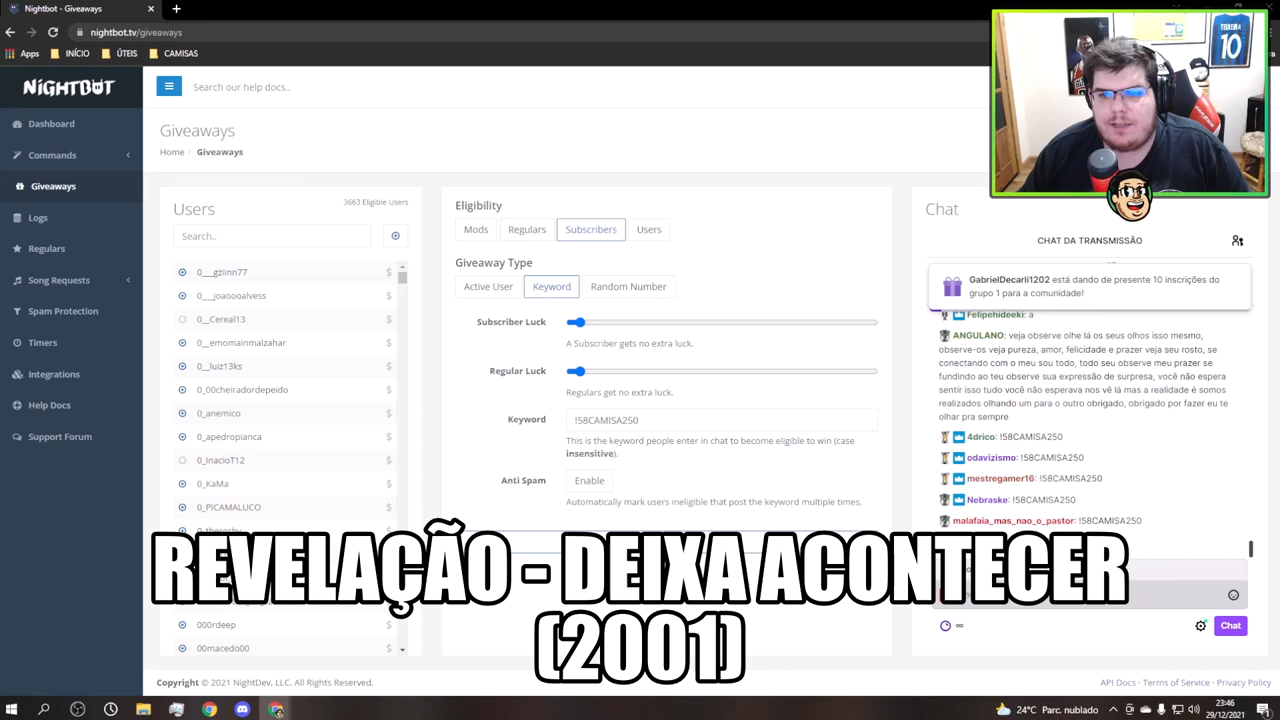 Nightbot - Giveaways
nightbot.tv/giveaways
Apps
INÍCIO
ÚTEIS
CAMISAS
NIGHTBOT
Search our help docs..
TEIXEIRA
10
Dashboard
Commands
Giveaways
Logs
Regulars
Song Requests
Spam Protection
Timers
Integrations
Help Docs
Support Forum
Giveaways
Home / Giveaways
Users
3663 Eligible Users
Search..
0___gziinn77
$
0___joaoooalvess
$
0__Cereal13
$
0__emomainmalzahar
$
0__luiz13ks
$
0_00cheiradordepeido
$
0_anemico
$
0_apedropianca
$
0_InacioT12
$
0_KaMa
$
0_PICAMALUCO
$
000rdeep
$
00macedo00
$
Eligibility
Mods
Regulars
Subscribers
Users
Giveaway Type
Active User
Keyword
Random Number
Subscriber Luck
A Subscriber gets no extra luck.
Regular Luck
Regulars get no extra luck.
Keyword
!58CAMISA250
This is the keyword people enter in chat to become eligible to win (case
insensitive).
Anti Spam
Enable
Automatically mark users ineligible that post the keyword multiple times.
Chat
CHAT DA TRANSMISSÃO
GabrielDecarli1202 está dando de presente 10 inscrições do
grupo 1 para a comunidade!
Felipehideeki: a
ANGULANO: veja observe olhe lá os seus olhos isso mesmo,
observe-os veja pureza, amor, felicidade e prazer veja seu rosto, se
conectando com o meu sou todo, todo seu observe meu prazer se
fundindo ao teu observe sua expressão de surpresa, você não espera
sentir isso tudo você não esperava nos vê lá mas a realidade é somos
realizados olhando um para o outro obrigado, obrigado por fazer eu te
olhar pra sempre
4drico: !58CAMISA250
odavizismo: !58CAMISA250
mestregamer16: !58CAMISA250
Nebraske: !58CAMISA250
malafaia_mas_nao_o_pastor: !58CAMISA250
∞
Chat
REVELAÇÃO - DEIXA ACONTECER
(2001)
Copyright © 2021 NightDev, LLC. All Rights Reserved.
API Docs · Terms of Service · Privacy Policy
24°C Parc. nublado
23:46
29/12/2021